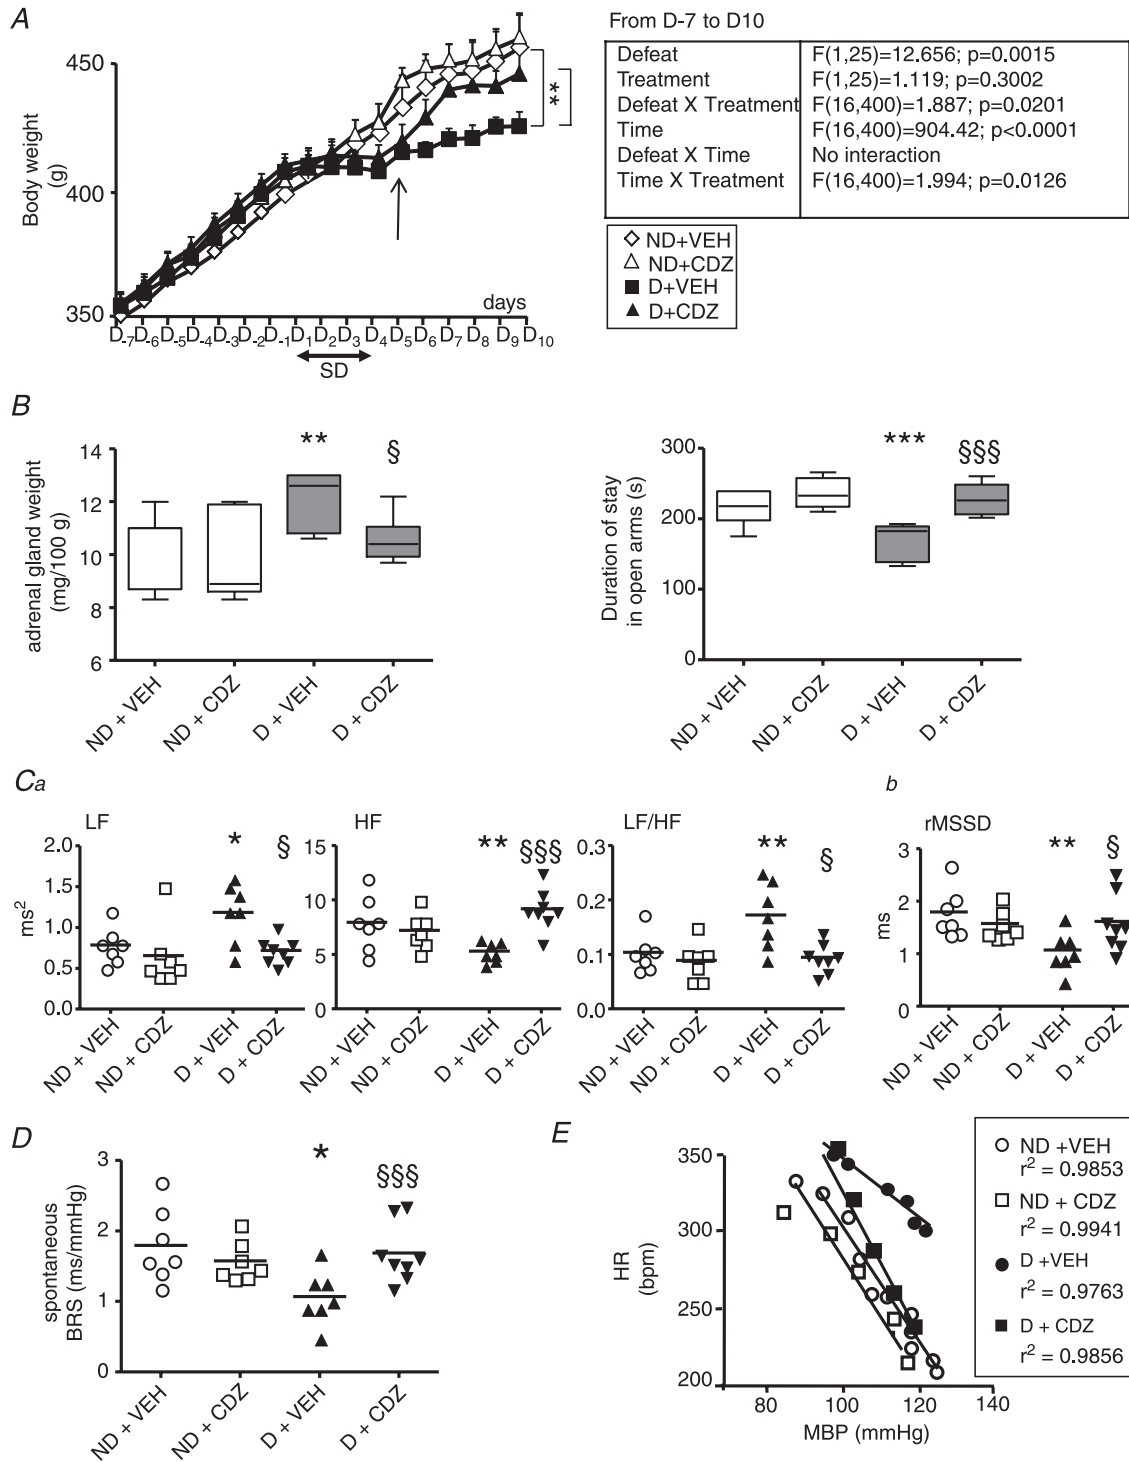 A
From D-7 to D10
Defeat F(1,25)=12.656; p=0.0015
Treatment F(1,25)=1.119; p=0.3002
Defeat X Treatment F(16,400)=1.887; p=0.0201
Time F(16,400)=904.42; p<0.0001
Defeat X Time No interaction
Time X Treatment F(16,400)=1.994; p=0.0126
ND+VEH
ND+CDZ
D+VEH
D+CDZ
Body weight
(g)
450
400
350
**
days
D-7 D-6 D-5 D-4 D-3 D-2 D-1 D1 D2 D3 D4 D5 D6 D7 D8 D9 D10
SD
B
adrenal gland weight
(mg/100 g)
14
12
10
8
6
** §
ND + VEH ND + CDZ D + VEH D + CDZ
Duration of stay
in open arms (s)
300
200
100
0
*** §§§
ND + VEH ND + CDZ D + VEH D + CDZ
Ca
LF
ms2
2.0
1.5
1.0
0.5
0.0
* §
ND + VEH ND + CDZ D + VEH D + CDZ
HF
15
10
5
0
** §§§
ND + VEH ND + CDZ D + VEH D + CDZ
LF/HF
0.3
0.2
0.1
0.0
** §
ND + VEH ND + CDZ D + VEH D + CDZ
b
rMSSD
ms
3
2
1
0
** §
ND + VEH ND + CDZ D + VEH D + CDZ
D
spontaneous
BRS (ms/mmHg)
3
2
1
0
* §§§
ND + VEH ND + CDZ D + VEH D + CDZ
E
HR
(bpm)
350
300
250
200
80 100 120 140
MBP (mmHg)
ND +VEH
r2 = 0.9853
ND + CDZ
r2 = 0.9941
D +VEH
r2 = 0.9763
D + CDZ
r2 = 0.9856